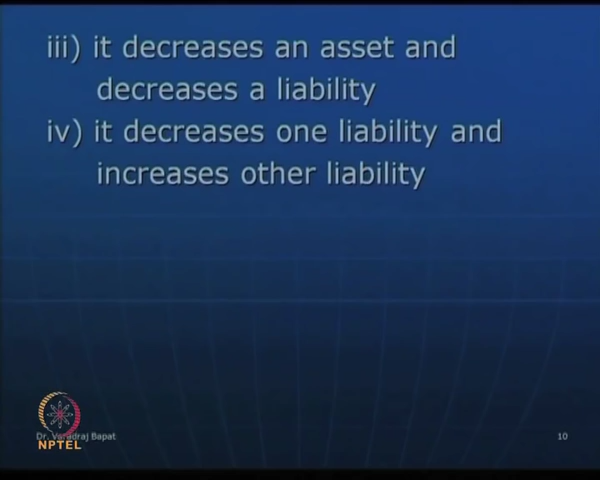 iii) it decreases an asset and
decreases a liability
iv) it decreases one liability and
increases other liability
Dr. Varadraj Bapat
NPTEL
10